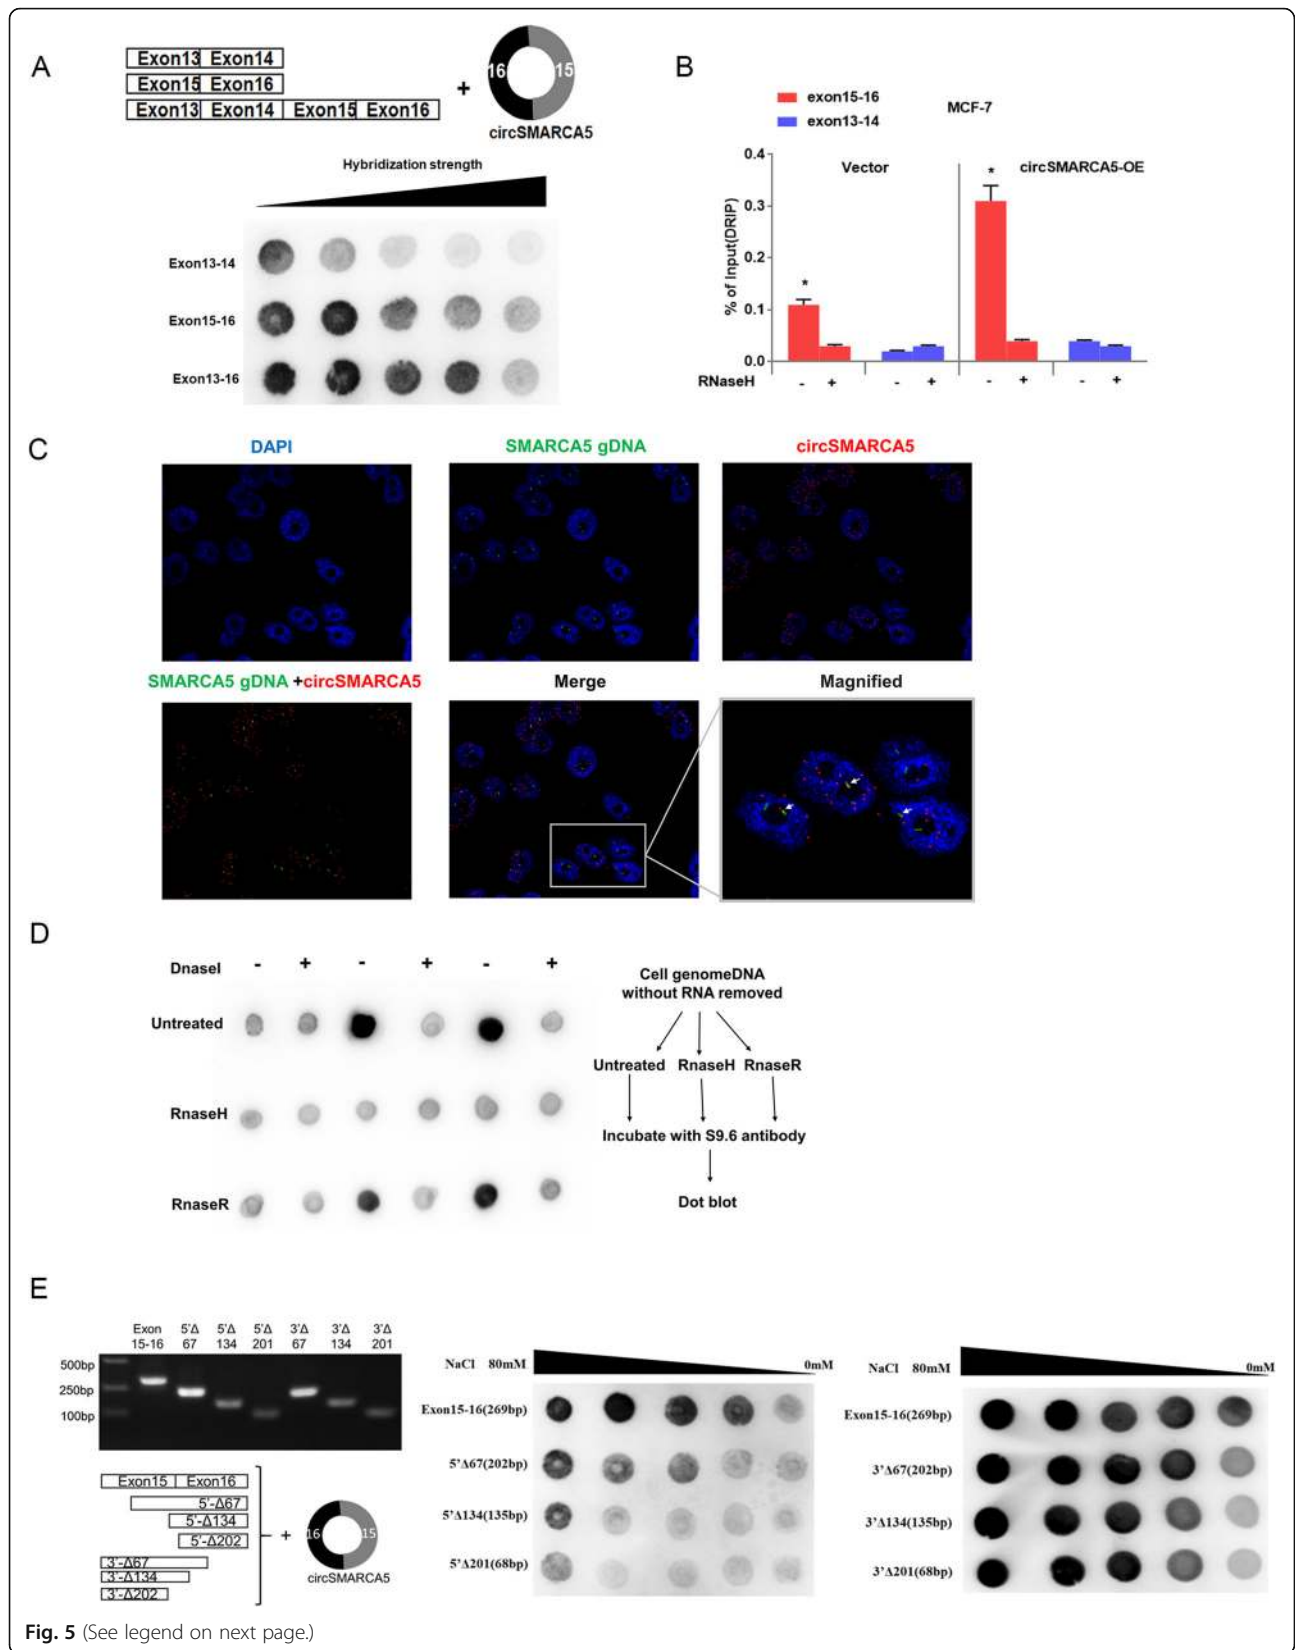 A
Exon13 Exon14
Exon15 Exon16
Exon13 Exon14 Exon15 Exon16
+
16 15
circSMARCA5
Hybridization strength
Exon13-14
Exon15-16
Exon13-16
B
exon15-16
exon13-14
MCF-7
Vector
circSMARCA5-OE
% of Input(DRIP)
0.4
0.3
0.2
0.1
0.0
*
*
RNaseH - + - + - + - +
C
DAPI
SMARCA5 gDNA
circSMARCA5
SMARCA5 gDNA +circSMARCA5
Merge
Magnified
D
DnaseI - + - + - +
Untreated
RnaseH
RnaseR
Cell genomeDNA
without RNA removed
Untreated RnaseH RnaseR
Incubate with S9.6 antibody
Dot blot
E
Exon 5'Δ 5'Δ 5'Δ 3'Δ 3'Δ 3'Δ
15-16 67 134 201 67 134 201
500bp
250bp
100bp
Exon15 Exon16
5'-Δ67
5'-Δ134
5'-Δ202
3'-Δ67
3'-Δ134
3'-Δ202
+
16 15
circSMARCA5
NaCl 80mM 0mM
Exon15-16(269bp)
5'Δ67(202bp)
5'Δ134(135bp)
5'Δ201(68bp)
NaCl 80mM 0mM
Exon15-16(269bp)
3'Δ67(202bp)
3'Δ134(135bp)
3'Δ201(68bp)
Fig. 5 (See legend on next page.)